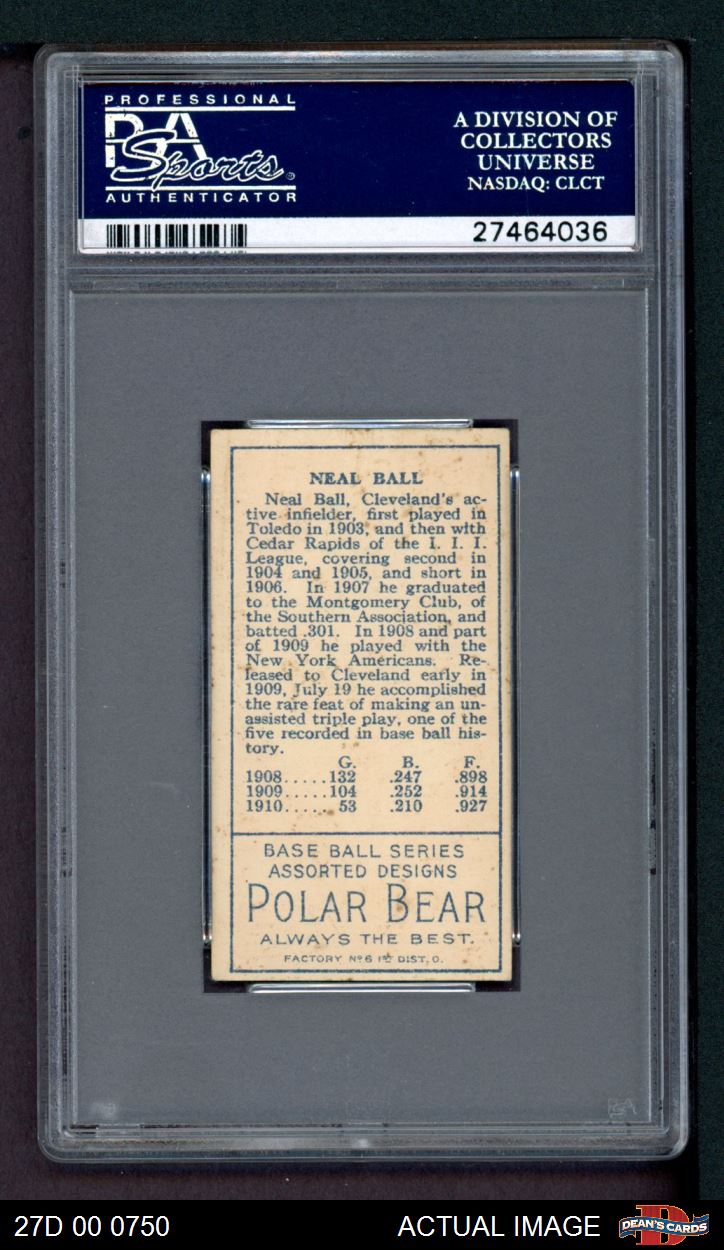 PROFESSIONAL
PSA
Sports
AUTHENTICATOR
A DIVISION OF
COLLECTORS
UNIVERSE
NASDAQ: CLCT
27464036
NEAL BALL
Neal Ball, Cleveland's ac-
tive infielder, first played in
Toledo in 1903, and then with
Cedar Rapids of the I. I. I.
League, covering second in
1904 and 1905, and short in
1906. In 1907 he graduated
to the Montgomery Club, of
the Southern Association, and
batted .301. In 1908 and part
of 1909 he played with the
New York Americans. Re-
leased to Cleveland early in
1909, July 19 he accomplished
the rare feat of making an un-
assisted triple play, one of the
five recorded in base ball his-
tory.
G. B. F.
1908.....132 .247 .898
1909.....104 .252 .914
1910..... 53 .210 .927
BASE BALL SERIES
ASSORTED DESIGNS
POLAR BEAR
ALWAYS THE BEST.
FACTORY Nº 6 1ST DIST. O.
PSA
27D 00 0750
ACTUAL IMAGE
DEAN'S CARDS